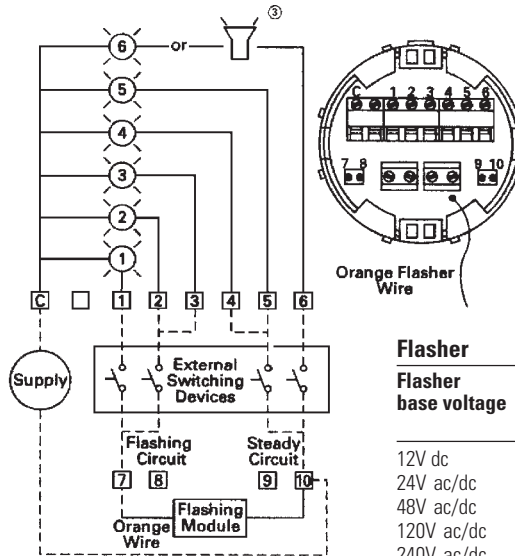 ③
6 or
5
4
3
2
1
C 1 2 3 4 5 6
Supply
External
Switching
Devices
Flashing
Circuit
Steady
Circuit
7 8 9 10
Orange
Wire
Flashing
Module
C 1 2 3 4 5 6
7 8 9 10
Orange Flasher
Wire
Flasher
Flasher
base voltage
12V dc
24V ac/dc
48V ac/dc
120V ac/dc
240V ac/dc